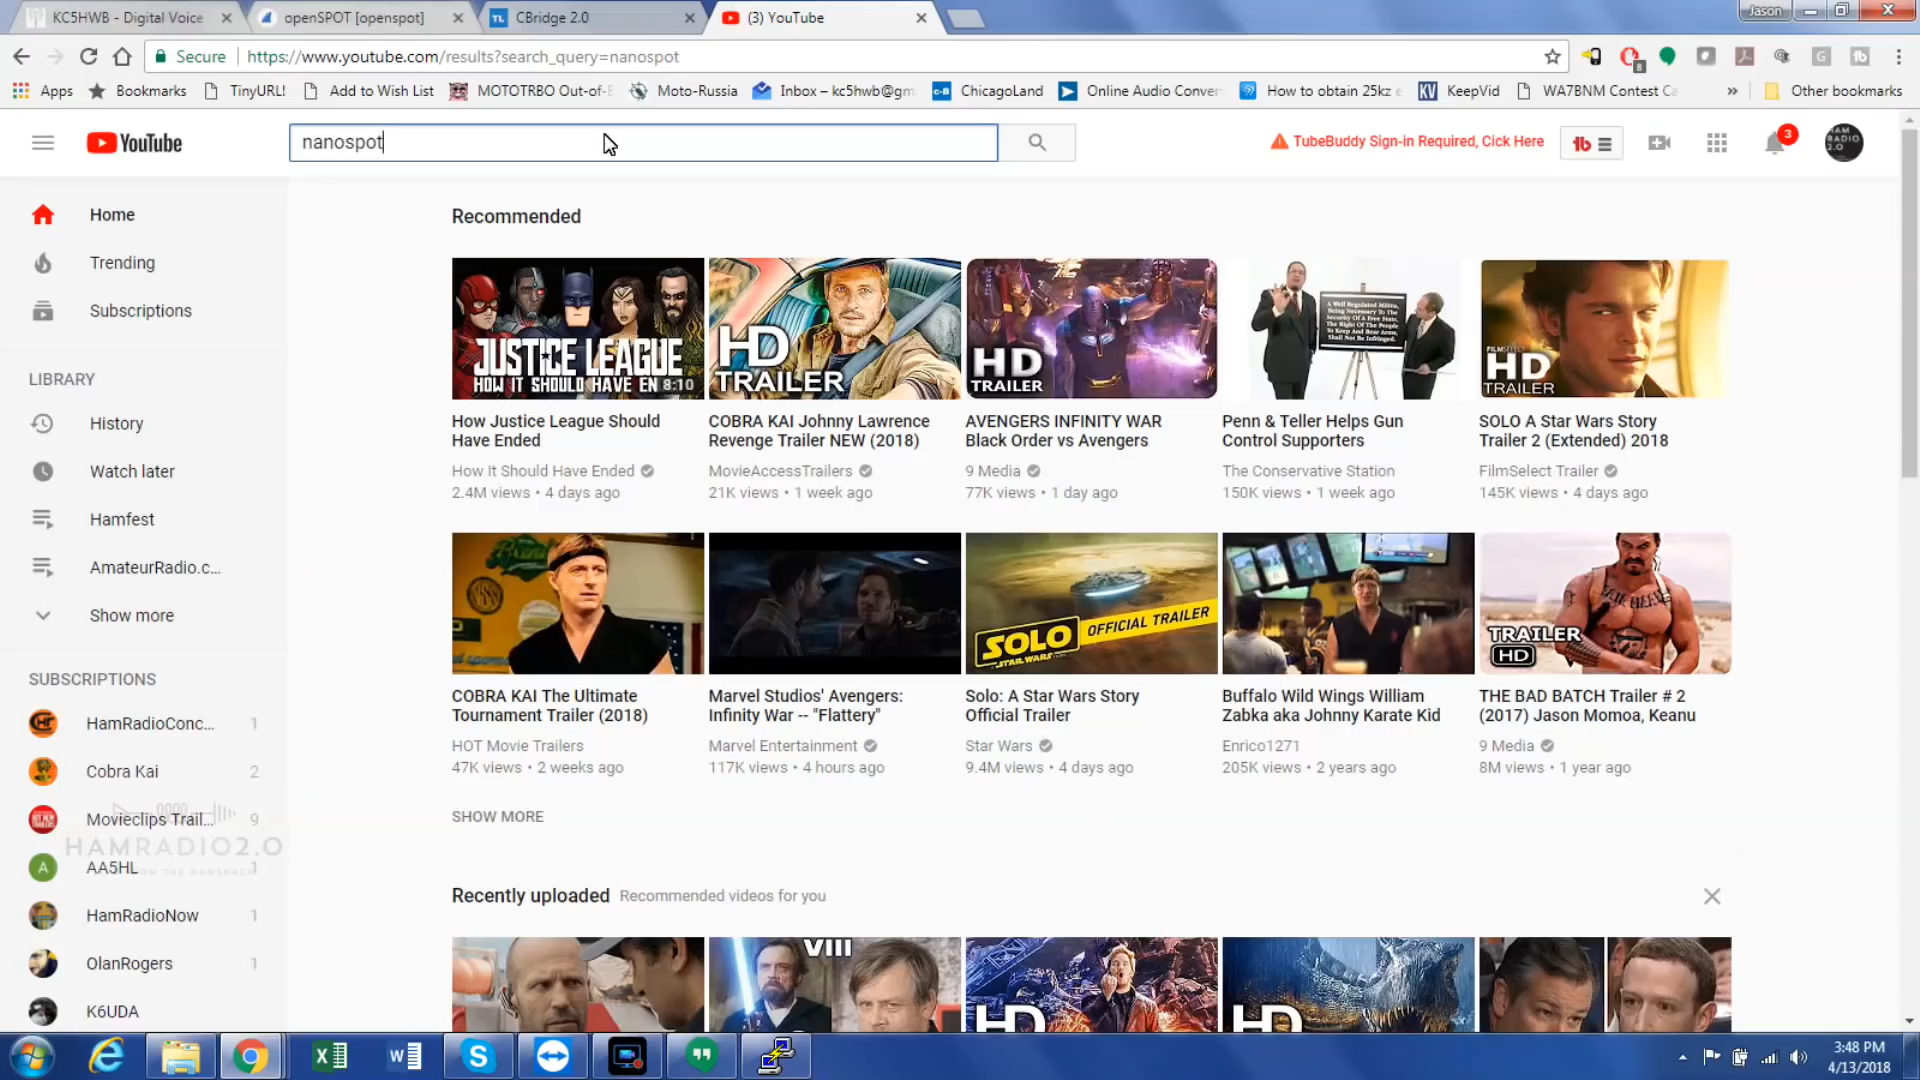 KC5HWB - Digital Voice
openSPOT [openspot]
CBridge 2.0
(3) YouTube
Jason
Secure
https://www.youtube.com/results?search_query=nanospot
Apps
Bookmarks
TinyURL!
Add to Wish List
MOTOTRBO Out-of-E
Moto-Russia
Inbox – kc5hwb@gm
ChicagoLand
Online Audio Conver
How to obtain 25kz e
KeepVid
WA7BNM Contest Ca
Other bookmarks
YouTube
nanospot
TubeBuddy Sign-in Required, Cick Here
3
Home
Trending
Subscriptions
LIBRARY
History
Watch later
Hamfest
AmateurRadio.c...
Show more
SUBSCRIPTIONS
HamRadioConc... 1
Cobra Kai 2
Movieclips Trail... 9
HAMRADIO2.0
AA5HL 1
HamRadioNow 1
OlanRogers 1
K6UDA
Recommended
JUSTICE LEAGUE
HOW IT SHOULD HAVE EN 8:10
HD
TRAILER
HD
TRAILER
FILMSELECT
HD
TRAILER
How Justice League Should
Have Ended
How It Should Have Ended
2.4M views • 4 days ago
COBRA KAI Johnny Lawrence
Revenge Trailer NEW (2018)
MovieAccessTrailers
21K views • 1 week ago
AVENGERS INFINITY WAR
Black Order vs Avengers
9 Media
77K views • 1 day ago
Penn & Teller Helps Gun
Control Supporters
The Conservative Station
150K views • 1 week ago
SOLO A Star Wars Story
Trailer 2 (Extended) 2018
FilmSelect Trailer
145K views • 4 days ago
SOLO
OFFICIAL TRAILER
TRAILER
HD
COBRA KAI The Ultimate
Tournament Trailer (2018)
HOT Movie Trailers
47K views • 2 weeks ago
Marvel Studios' Avengers:
Infinity War -- "Flattery"
Marvel Entertainment
117K views • 4 hours ago
Solo: A Star Wars Story
Official Trailer
Star Wars
9.4M views • 4 days ago
Buffalo Wild Wings William
Zabka aka Johnny Karate Kid
Enrico1271
205K views • 2 years ago
THE BAD BATCH Trailer # 2
(2017) Jason Momoa, Keanu
9 Media
8M views • 1 year ago
SHOW MORE
Recently uploaded
Recommended videos for you
VIII
HD
HD
3:48 PM
4/13/2018